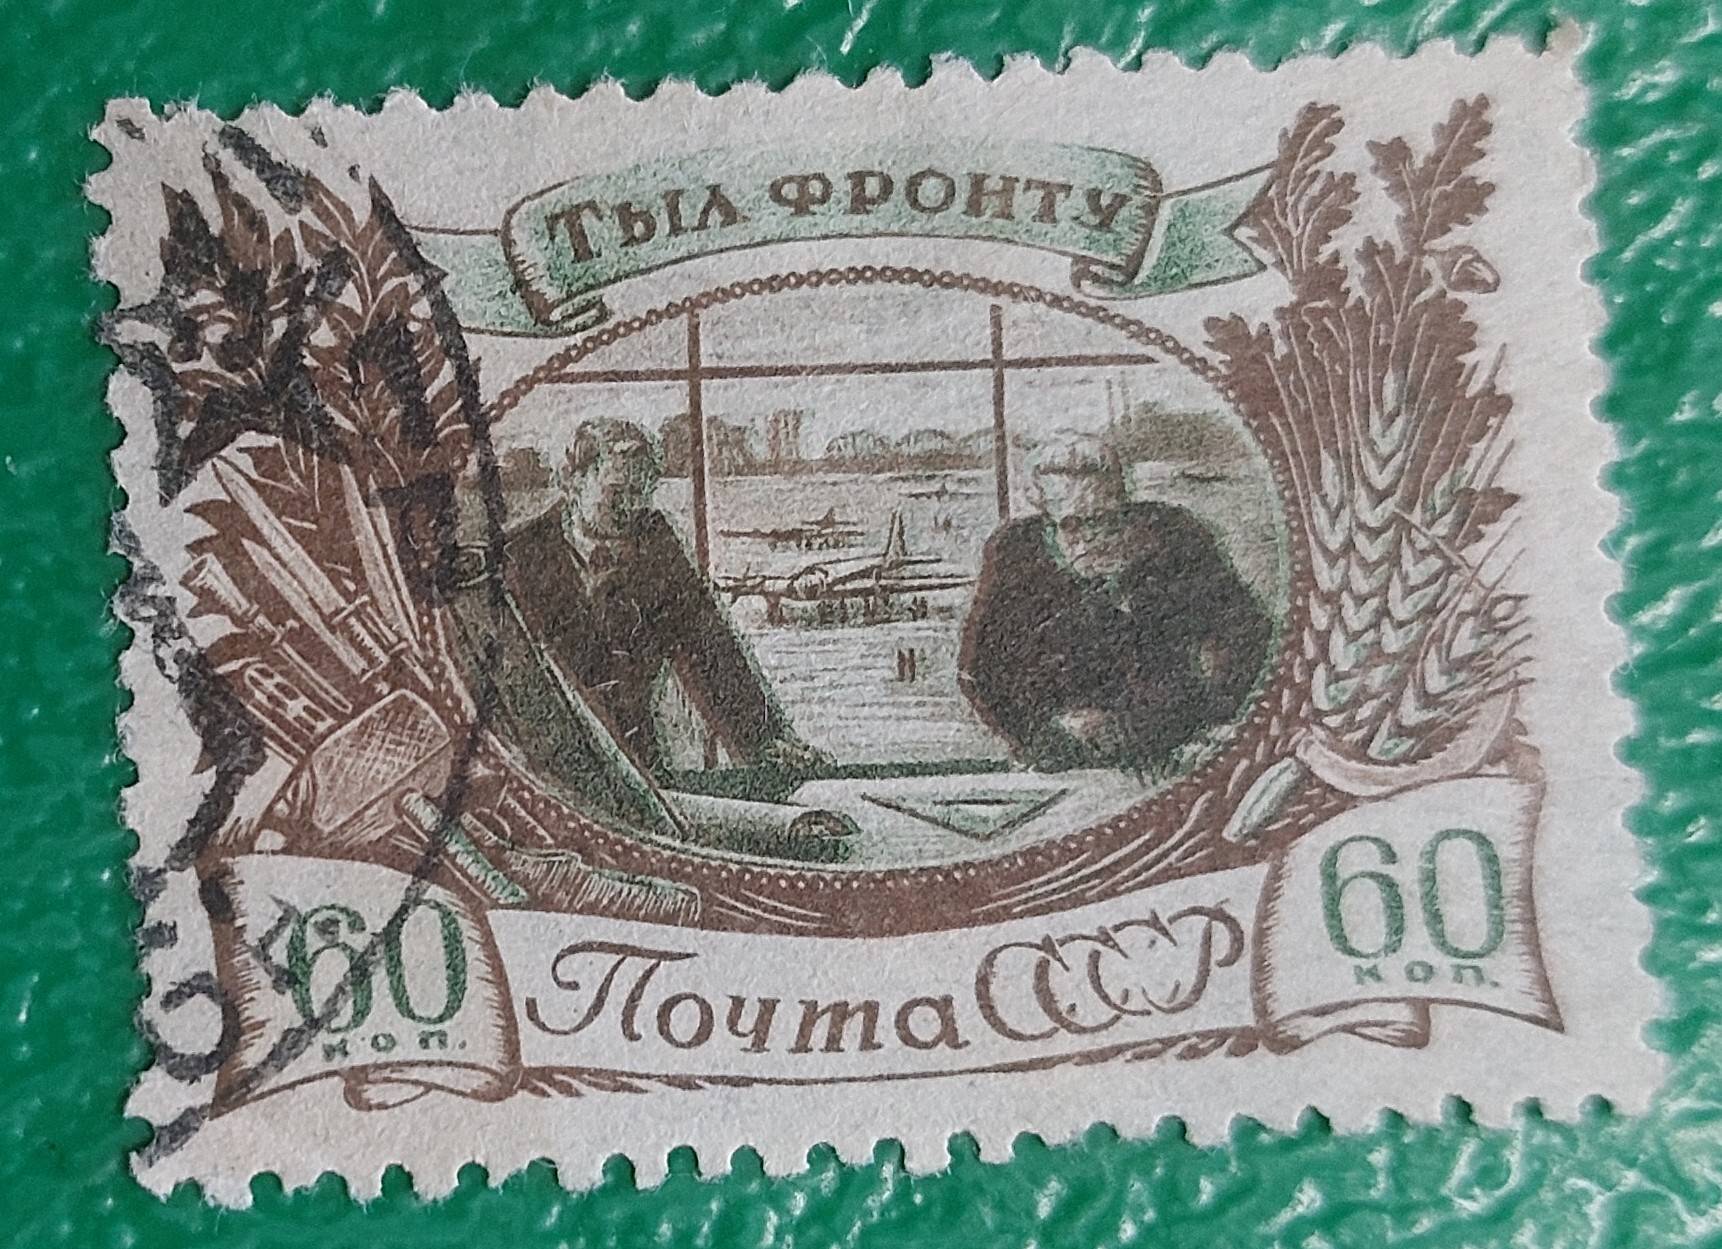 Тыл фронту
60 коп.
Почта СССР
60 коп.